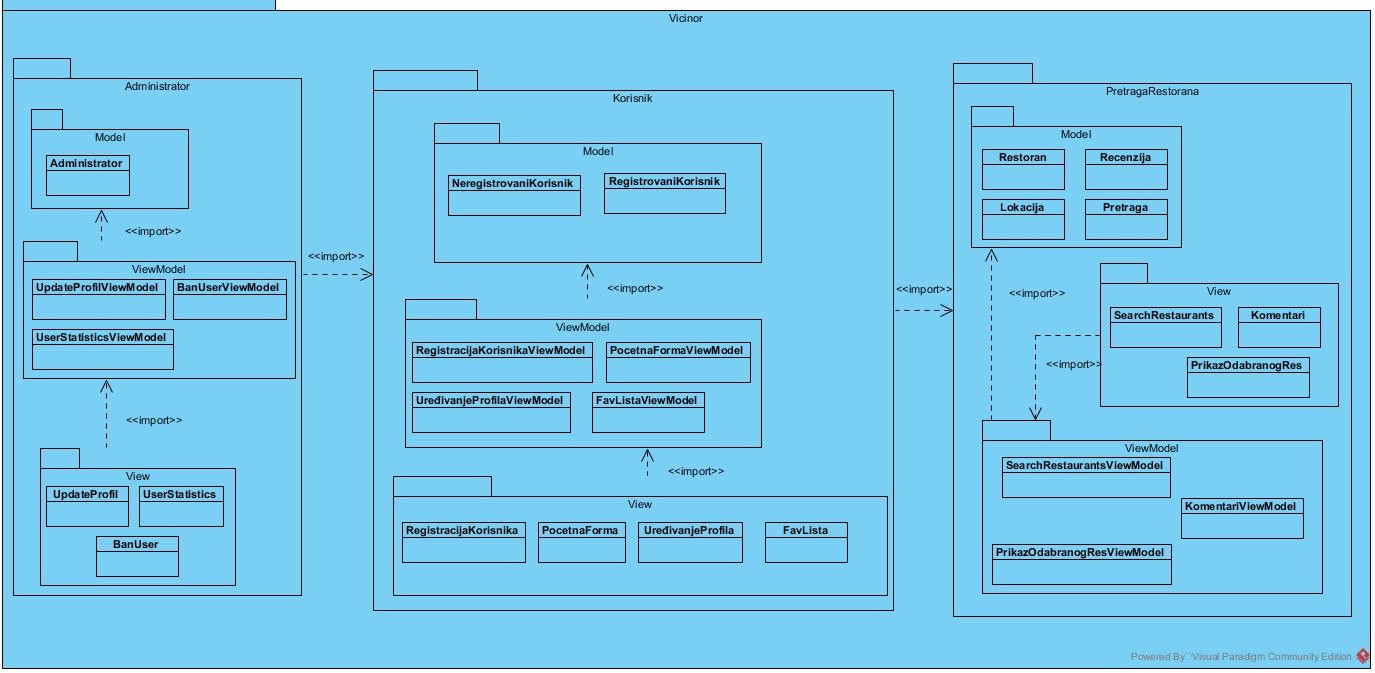 Vicinor
Administrator
Model
Administrator
<<import>>
ViewModel
UpdateProfilViewModel
BanUserViewModel
UserStatisticsViewModel
<<import>>
View
UpdateProfil
UserStatistics
BanUser
<<import>>
Korisnik
Model
NeregistrovaniKorisnik
RegistrovaniKorisnik
<<import>>
ViewModel
RegistracijaKorisnikaViewModel
PocetnaFormaViewModel
UređivanjeProfilaViewModel
FavListaViewModel
<<import>>
View
RegistracijaKorisnika
PocetnaForma
UređivanjeProfila
FavLista
<<import>>
PretragaRestorana
Model
Restoran
Recenzija
Lokacija
Pretraga
<<import>>
View
SearchRestaurants
Komentari
PrikazOdabranogRes
<<import>>
ViewModel
SearchRestaurantsViewModel
KomentariViewModel
PrikazOdabranogResViewModel
Powered By Visual Paradigm Community Edition